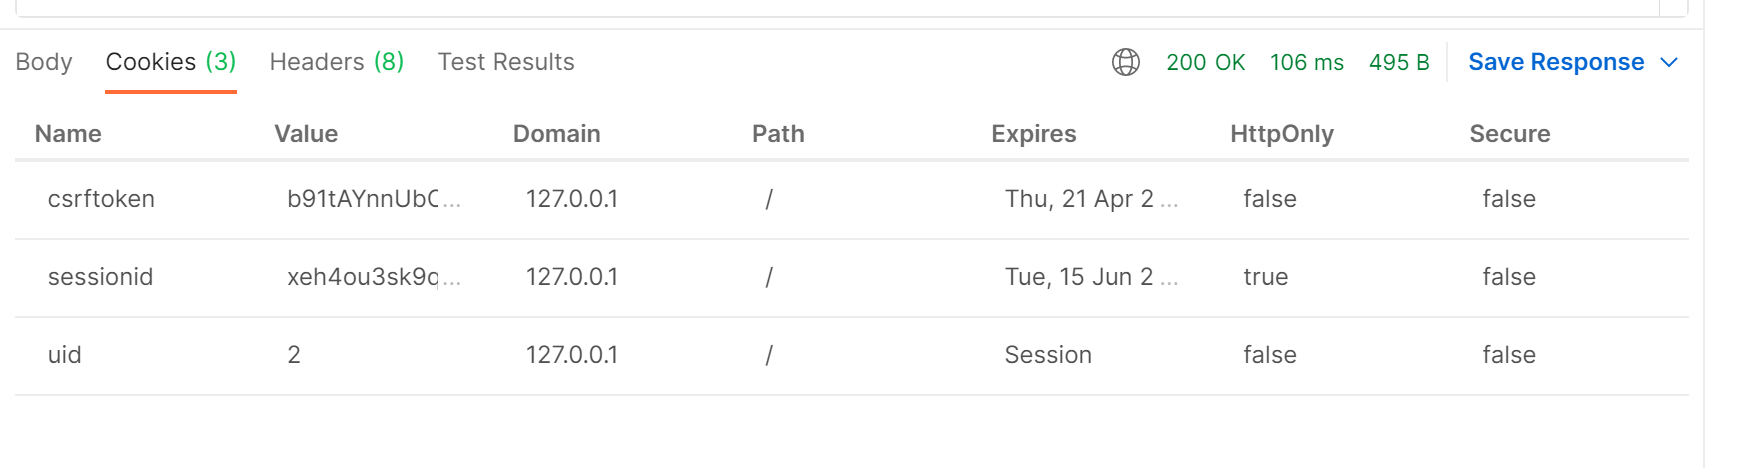 Body Cookies (3) Headers (8) Test Results 200 OK 106 ms 495 B Save Response
Name Value Domain Path Expires HttpOnly Secure
csrftoken b91tAYnnUbC... 127.0.0.1 / Thu, 21 Apr 2 ... false false
sessionid xeh4ou3sk9q... 127.0.0.1 / Tue, 15 Jun 2 ... true false
uid 2 127.0.0.1 / Session false false